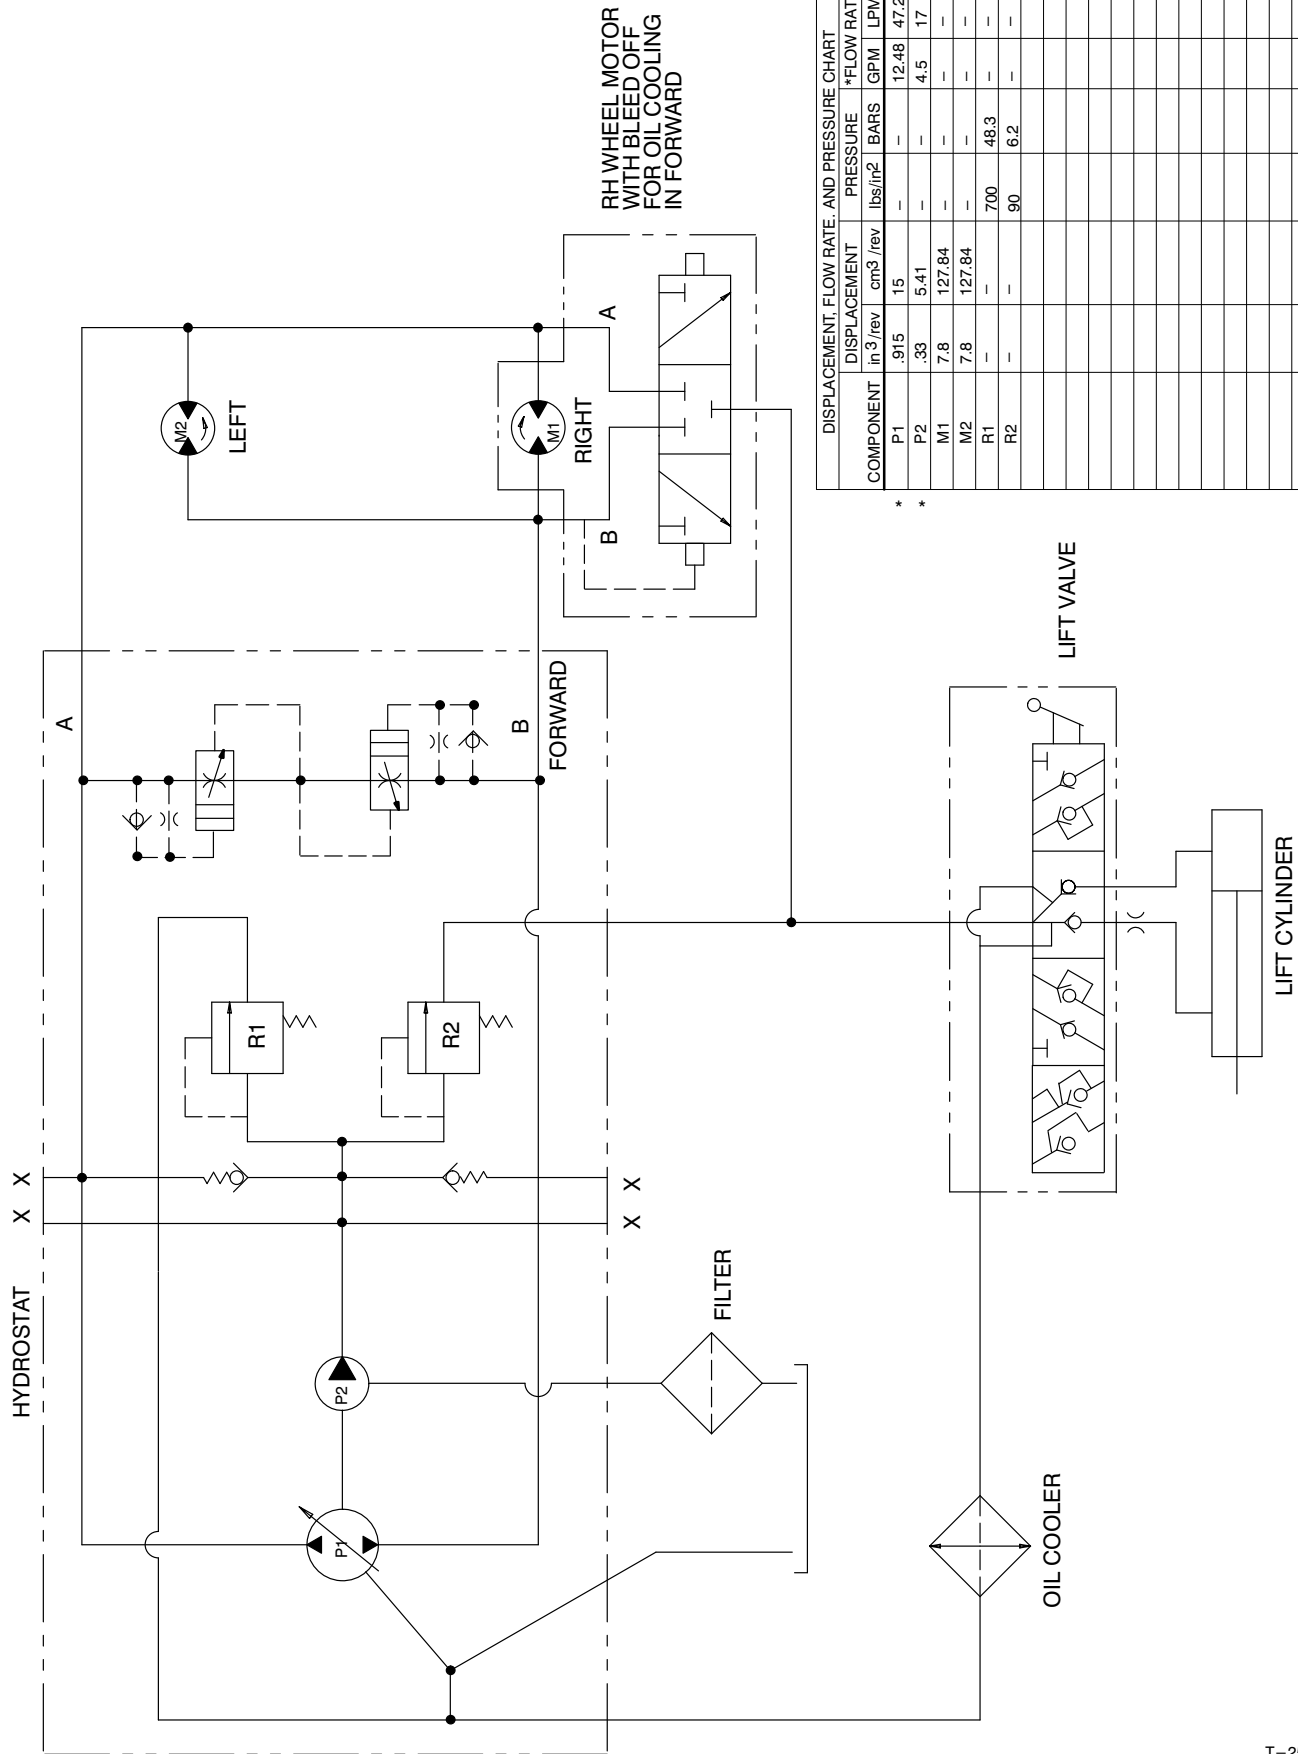 HYDROSTAT
X X
A
RH WHEEL MOTOR
WITH BLEED OFF
FOR OIL COOLING
IN FORWARD
M2
LEFT
M1
RIGHT
A
B
B
FORWARD
R1
R2
X X
P1
P2
FILTER
LIFT VALVE
OIL COOLER
LIFT CYLINDER
DISPLACEMENT, FLOW RATE. AND PRESSURE CHART
DISPLACEMENT PRESSURE
COMPONENT in 3 /rev cm3 /rev lbs/in2 BARS GPM
* P1 .915 15 – – 12.48
* P2 .33 5.41 – – 4.5 17
M1 7.8 127.84 – – – –
M2 7.8 127.84 – – – –
R1 – – 700 48.3 – –
R2 – – 90 6.2 – –